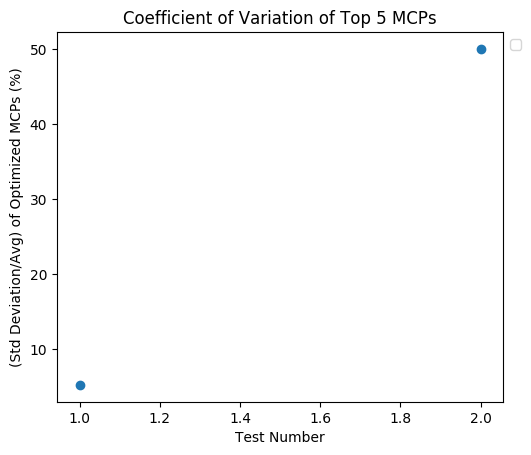 Coefficient of Variation of Top 5 MCPs
(Std Deviation/Avg) of Optimized MCPs (%)
50
40
30
20
10
1.0 1.2 1.4 1.6 1.8 2.0
Test Number